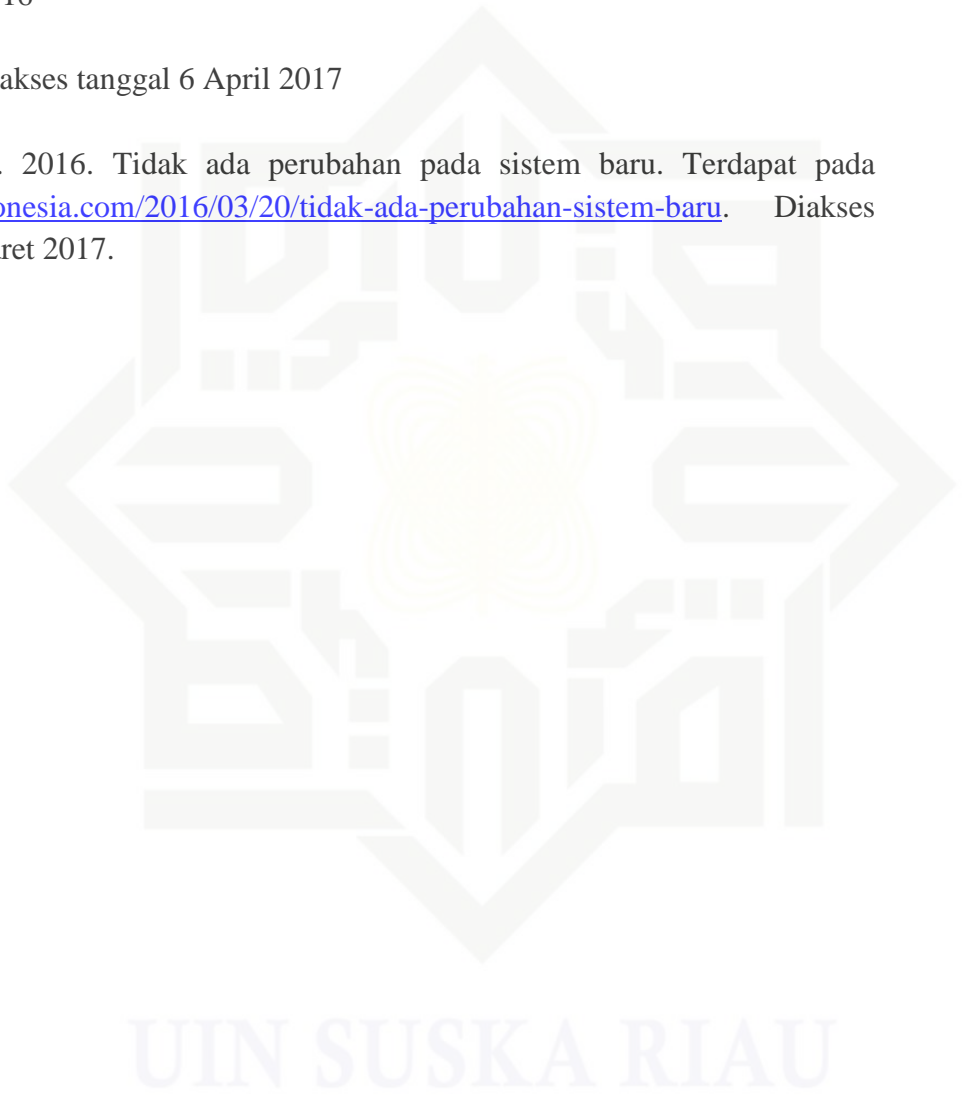 16
akses tanggal 6 April 2017
. 2016. Tidak ada perubahan pada sistem baru. Terdapat pada
onesia.com/2016/03/20/tidak-ada-perubahan-sistem-baru. Diakses
ret 2017.
UIN SUSKA RIAU